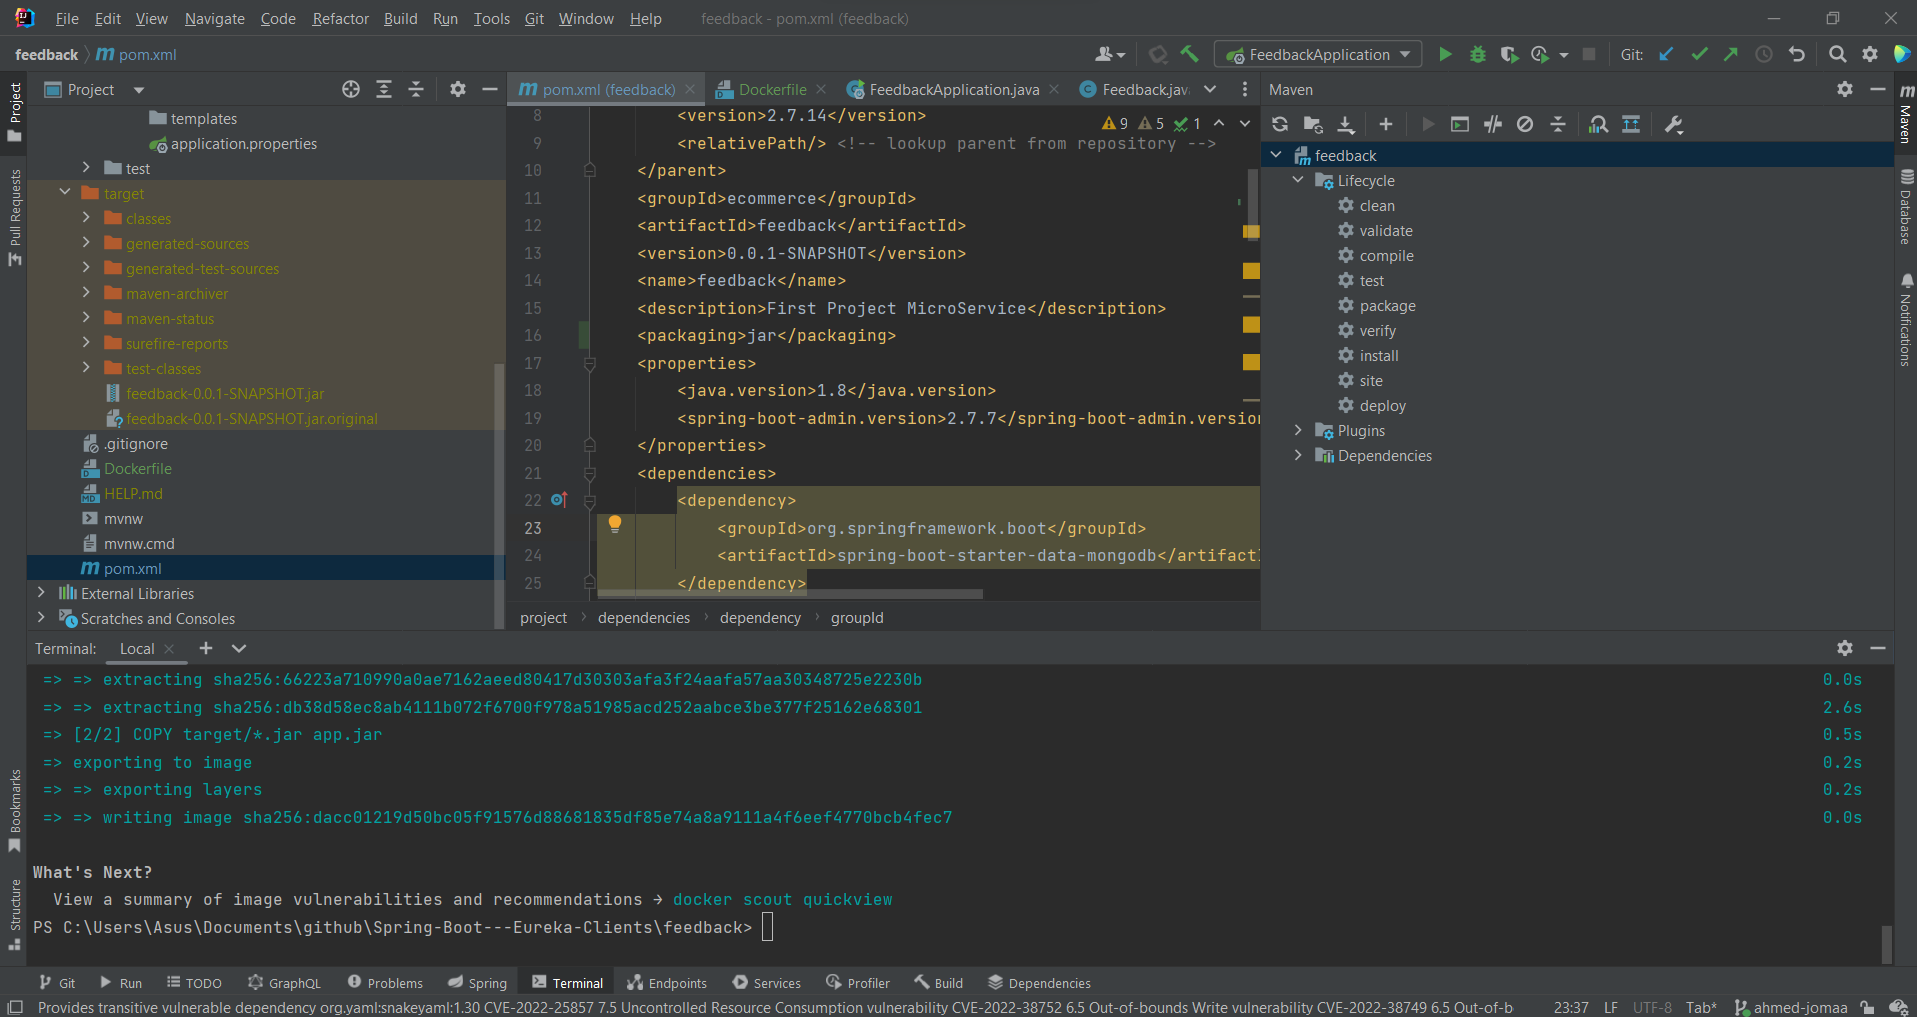 File Edit View Navigate Code Refactor Build Run Tools Git Window Help feedback - pom.xml (feedback)
feedback m pom.xml FeedbackApplication Git:
Project
pom.xml (feedback) Dockerfile FeedbackApplication.java Feedback.jav
Maven
Project
Pull Requests
Bookmarks
Structure
templates
application.properties
test
target
classes
generated-sources
generated-test-sources
maven-archiver
maven-status
surefire-reports
test-classes
feedback-0.0.1-SNAPSHOT.jar
feedback-0.0.1-SNAPSHOT.jar.original
.gitignore
Dockerfile
HELP.md
mvnw
mvnw.cmd
pom.xml
External Libraries
Scratches and Consoles
9 5 1
8 <version>2.7.14</version>
9 <relativePath/> <!-- lookup parent from repository -->
10 </parent>
11 <groupId>ecommerce</groupId>
12 <artifactId>feedback</artifactId>
13 <version>0.0.1-SNAPSHOT</version>
14 <name>feedback</name>
15 <description>First Project MicroService</description>
16 <packaging>jar</packaging>
17 <properties>
18 <java.version>1.8</java.version>
19 <spring-boot-admin.version>2.7.7</spring-boot-admin.version
20 </properties>
21 <dependencies>
22 <dependency>
23 <groupId>org.springframework.boot</groupId>
24 <artifactId>spring-boot-starter-data-mongodb</artifactI
25 </dependency>
project dependencies dependency groupId
feedback
Lifecycle
clean
validate
compile
test
package
verify
install
site
deploy
Plugins
Dependencies
Maven
Database
Notifications
Terminal: Local
=> => extracting sha256:66223a710990a0ae7162aeed80417d30303afa3f24aafa57aa30348725e2230b 0.0s
=> => extracting sha256:db38d58ec8ab4111b072f6700f978a51985acd252aabce3be377f25162e68301 2.6s
=> [2/2] COPY target/*.jar app.jar 0.5s
=> exporting to image 0.2s
=> => exporting layers 0.2s
=> => writing image sha256:dacc01219d50bc05f91576d88681835df85e74a8a9111a4f6eef4770bcb4fec7 0.0s
What's Next?
View a summary of image vulnerabilities and recommendations → docker scout quickview
PS C:\Users\Asus\Documents\github\Spring-Boot---Eureka-Clients\feedback>
Git Run TODO GraphQL Problems Spring Terminal Endpoints Services Profiler Build Dependencies
Provides transitive vulnerable dependency org.yaml:snakeyaml:1.30 CVE-2022-25857 7.5 Uncontrolled Resource Consumption vulnerability CVE-2022-38752 6.5 Out-of-bounds Write vulnerability CVE-2022-38749 6.5 Out-of-b 23:37 LF UTF-8 Tab* ahmed-jomaa